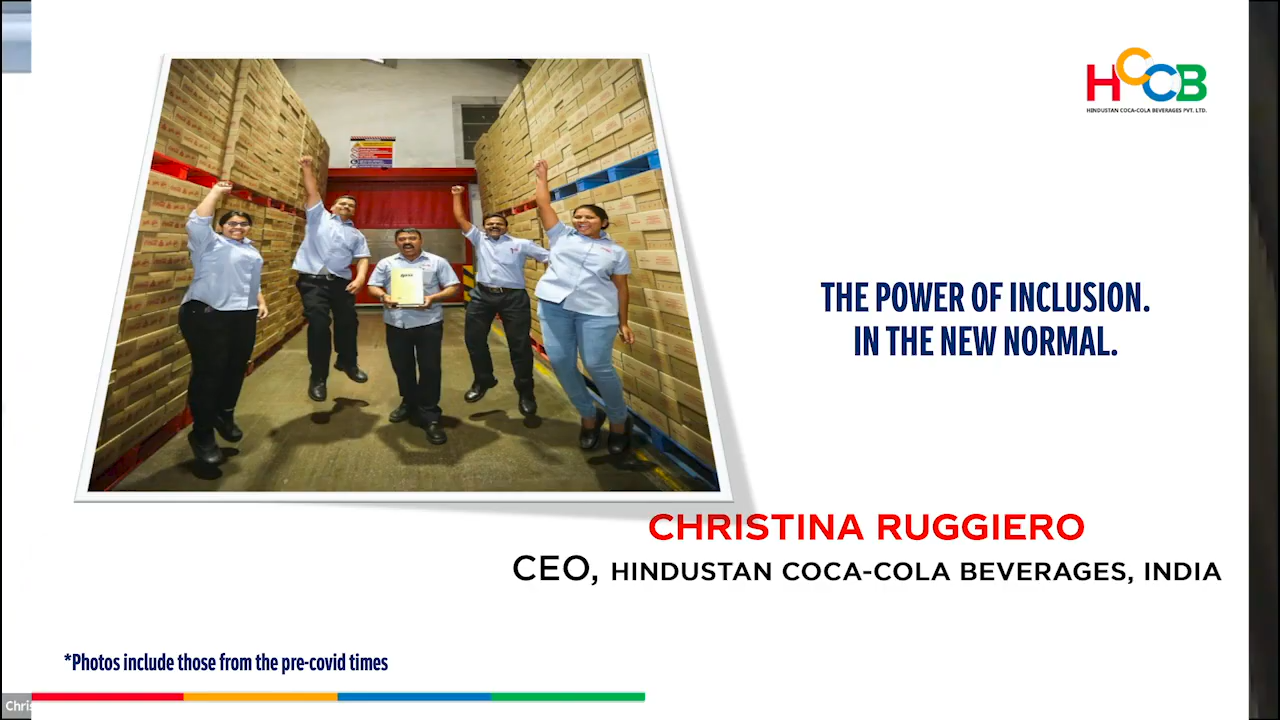 HCCB
HINDUSTAN COCA-COLA BEVERAGES PVT. LTD.
THE POWER OF INCLUSION.
IN THE NEW NORMAL.
CHRISTINA RUGGIERO
CEO, HINDUSTAN COCA-COLA BEVERAGES, INDIA
*Photos include those from the pre-covid times
Chris